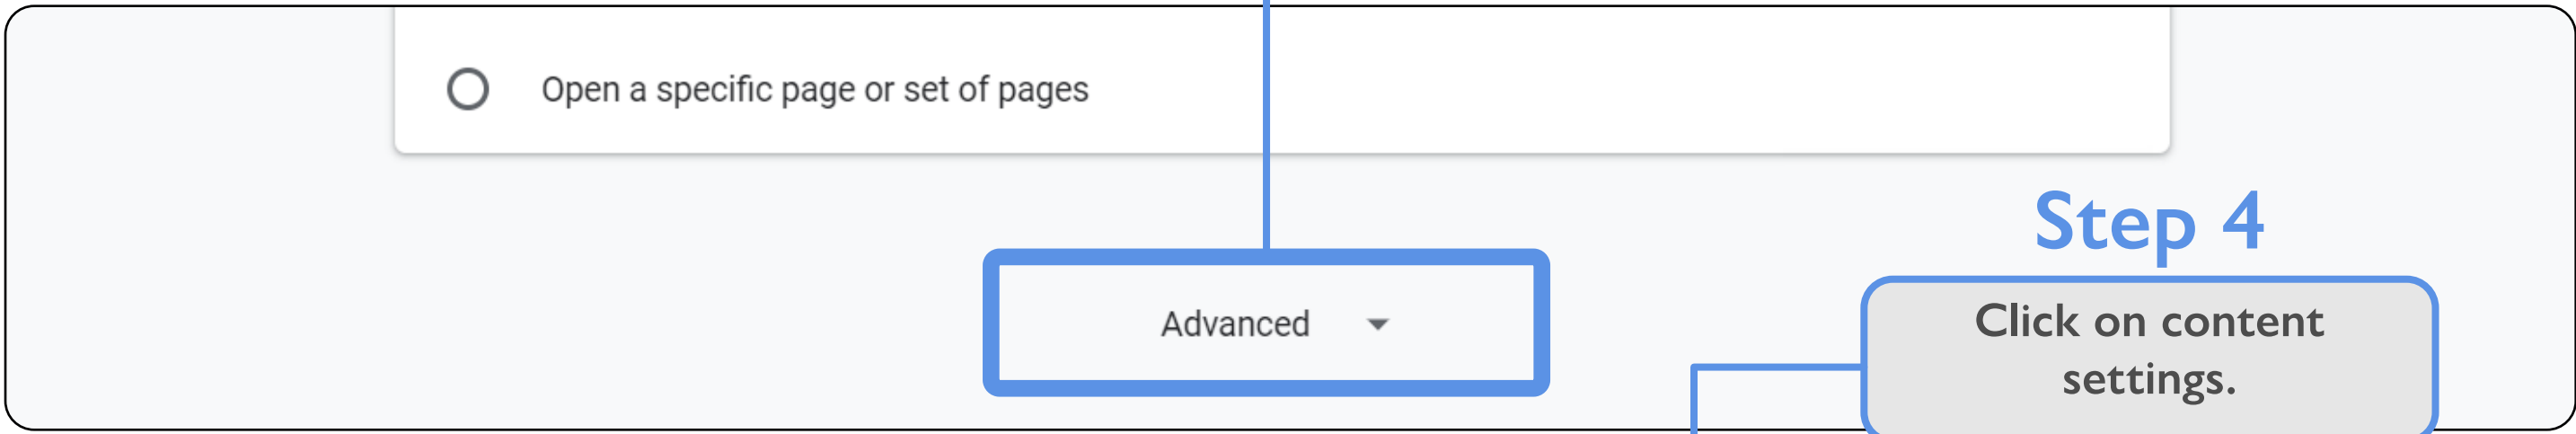 Open a specific page or set of pages
Advanced
Step 4
Click on content
settings.